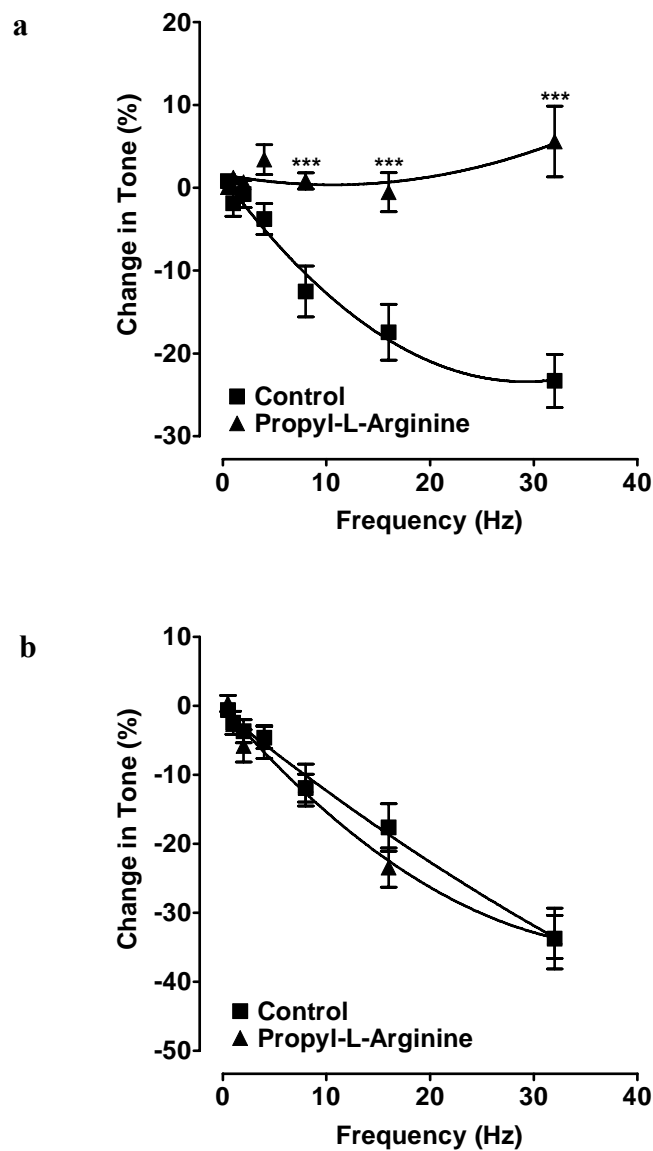 a
20
10
0
-10
-20
-30
Change in Tone (%)
***
***
***
Control
Propyl-L-Arginine
0 10 20 30 40
Frequency (Hz)
b
10
0
-10
-20
-30
-40
-50
Change in Tone (%)
Control
Propyl-L-Arginine
0 10 20 30 40
Frequency (Hz)